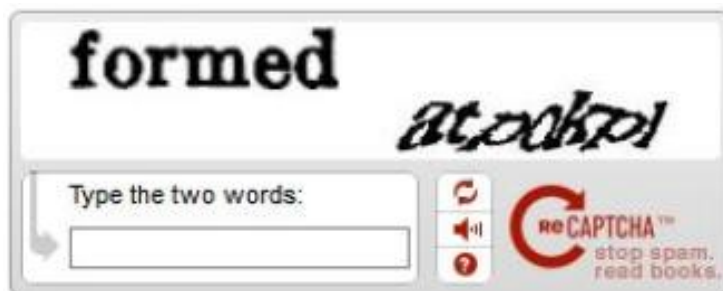 formed
Type the two words:
ReCAPTCHA™
stop spam.
read books.